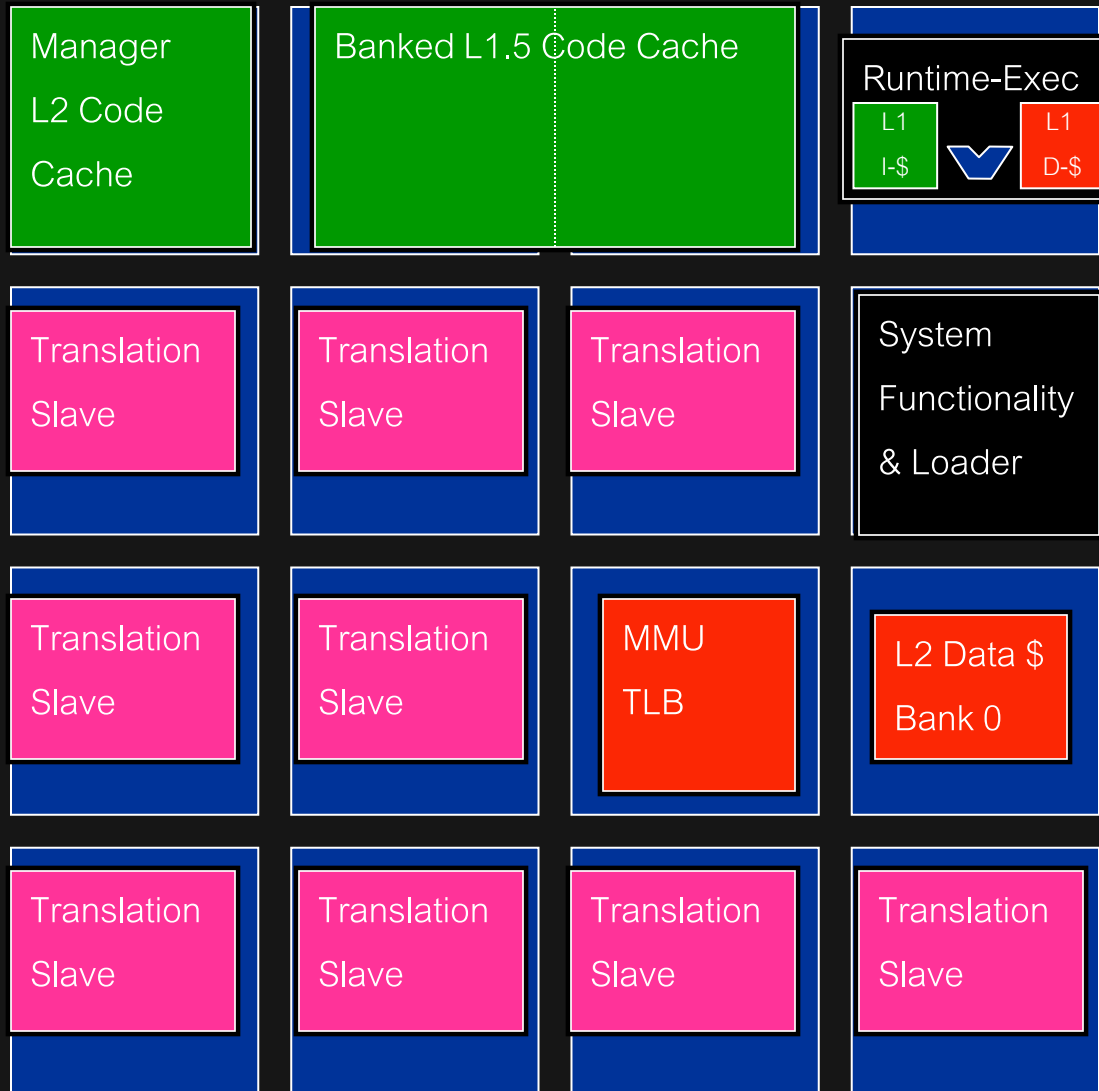 Manager
L2 Code
Cache
Banked L1.5 Code Cache
Runtime-Exec
L1
I-$
L1
D-$
Translation
Slave
Translation
Slave
Translation
Slave
System
Functionality
& Loader
Translation
Slave
Translation
Slave
MMU
TLB
L2 Data $
Bank 0
Translation
Slave
Translation
Slave
Translation
Slave
Translation
Slave